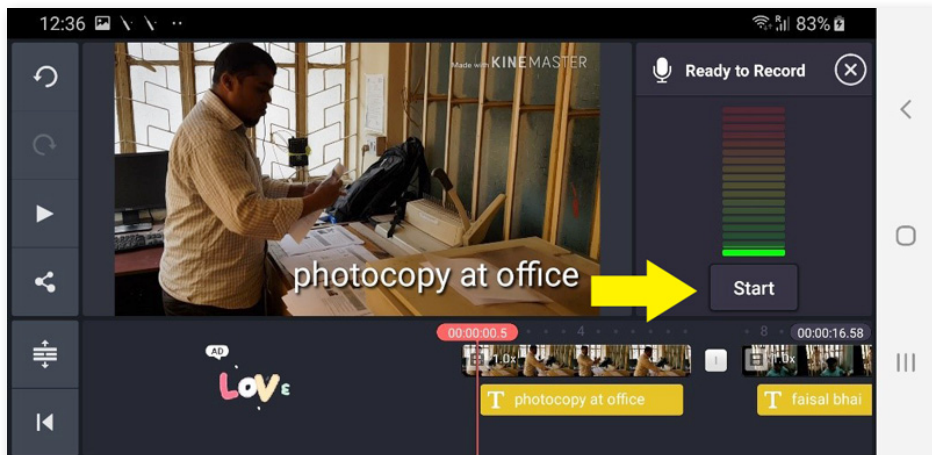 12:36
83%
Made with KINEMASTER
Ready to Record
photocopy at office
Start
00:00:00.5
4
8
00:00:16.58
AD
LOVE
1.0x
1.0x
T photocopy at office
T faisal bhai